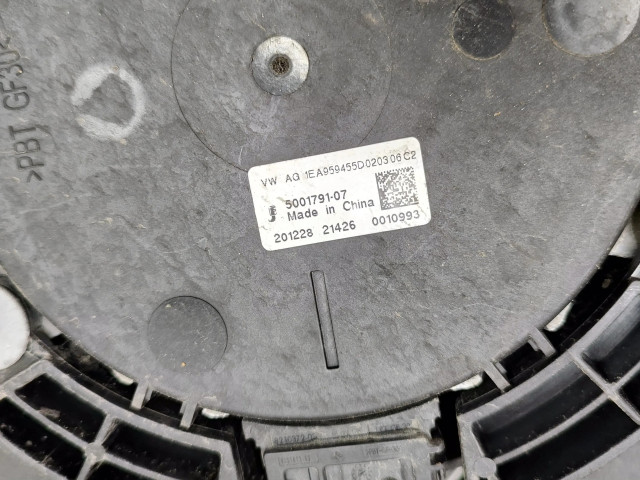 >PBT GF30<
VW AG 1EA959455D 0203 06 C2
5001791-07
Made in China
201228 21426 0010993